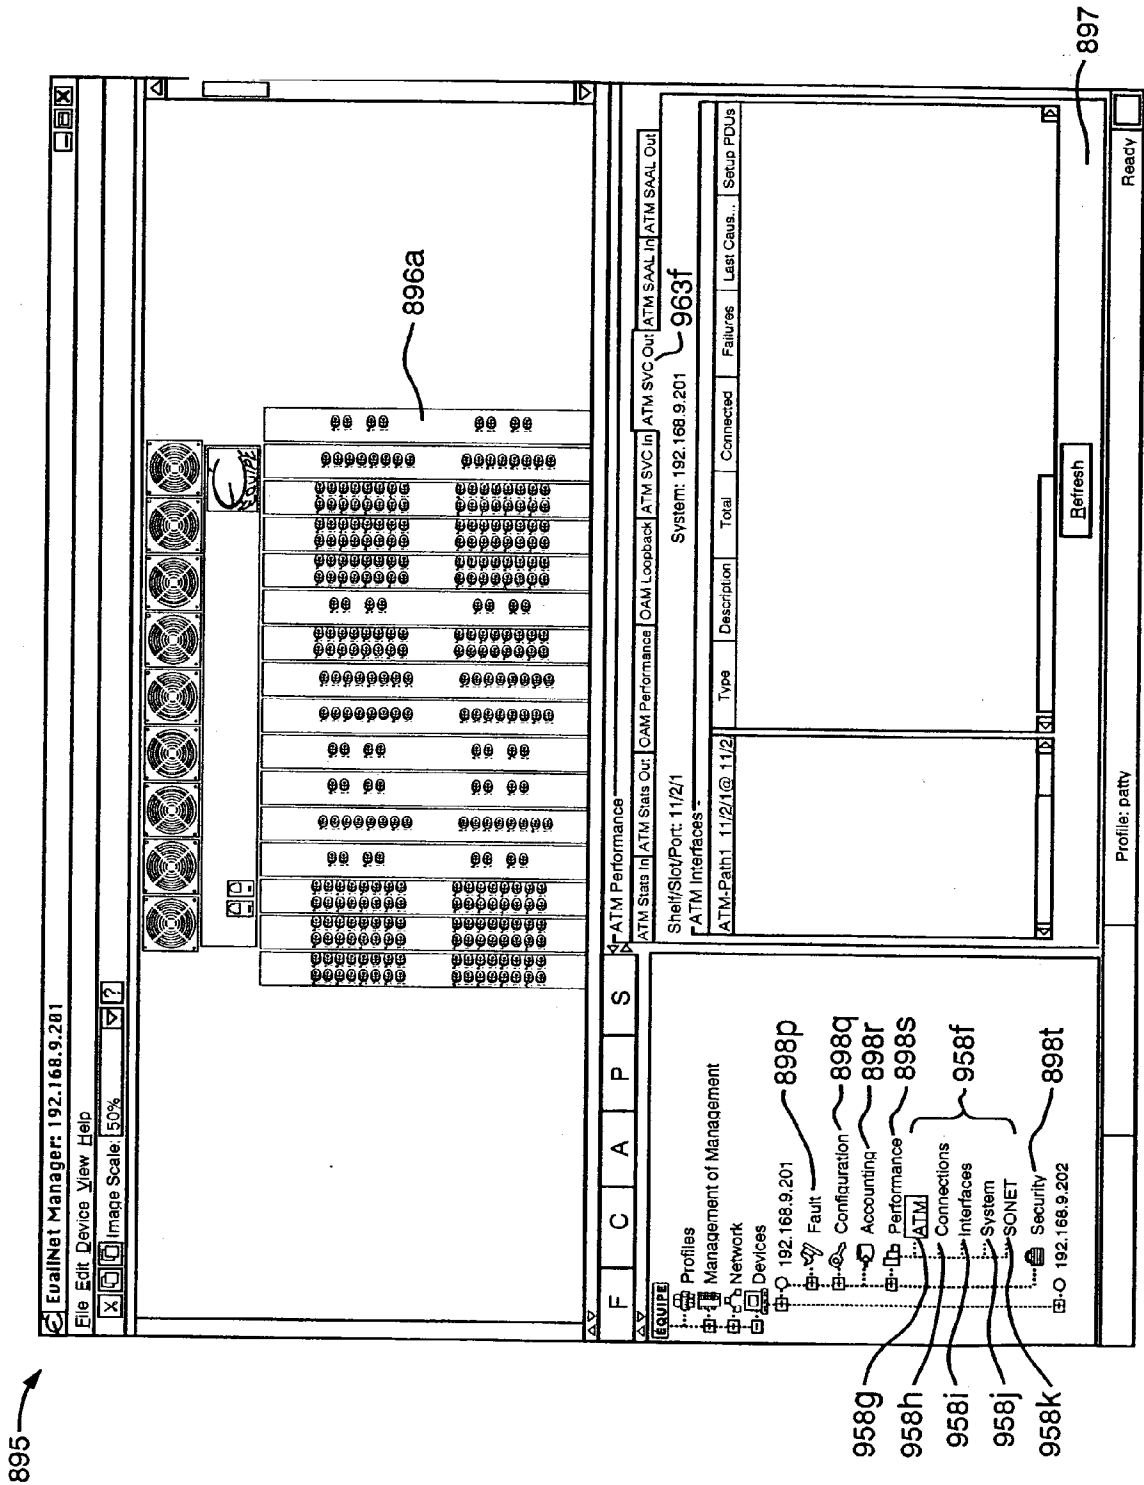 895
EvaIINet Manager: 192.168.9.201
File Edit Device View Help
Image Scale: 50% ?
EQUIPE
896a
F C A P S
EQUIPE
Profiles
Management of Management
Network
Devices
192.168.9.201
Fault
Configuration
Accounting
Performance
ATM
Connections
Interfaces
System
SONET
Security
192.168.9.202
898p
898q
898r
898s
958f
898t
958g
958h
958i
958j
958k
ATM Performance
ATM Stats In ATM Stats Out OAM Performance OAM Loopback ATM SVC In ATM SVC Out ATM SAAL In ATM SAAL Out
963f
Shelf/Slot/Port: 11/2/1 System: 192.168.9.201
ATM Interfaces
ATM-Path1 11/2/1@ 11/2
Type Description Total Connected Failures Last Caus... Setup PDUs
Refresh
897
Profile: patty Ready